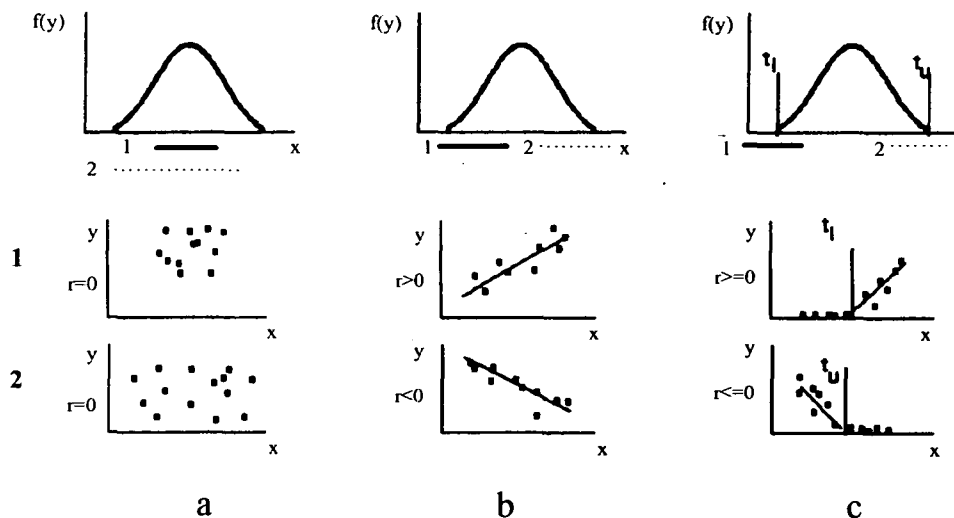 f(y)
x
1
2
f(y)
x
1
2
f(y)
t_l
t_u
x
1
2
1
y
r=0
x
y
r>0
x
y
t_l
r>=0
x
2
y
r=0
x
y
r<0
x
y
t_u
r<=0
x
a
b
c